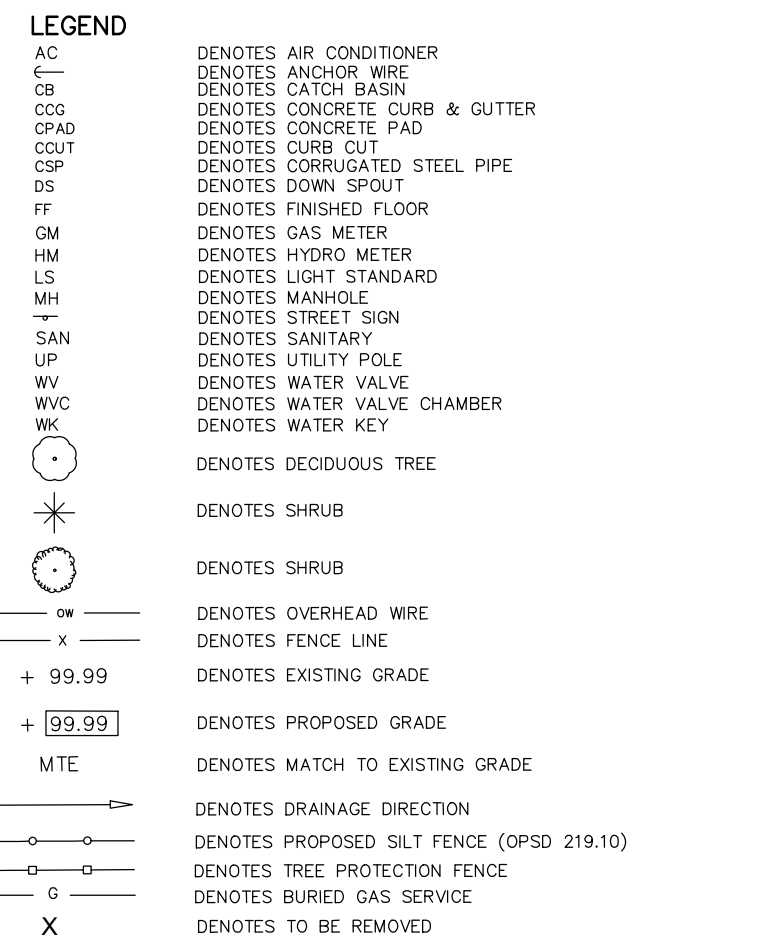 LEGEND
AC DENOTES AIR CONDITIONER
DENOTES ANCHOR WIRE
CB DENOTES CATCH BASIN
CCG DENOTES CONCRETE CURB & GUTTER
CPAD DENOTES CONCRETE PAD
CCUT DENOTES CURB CUT
CSP DENOTES CORRUGATED STEEL PIPE
DS DENOTES DOWN SPOUT
FF DENOTES FINISHED FLOOR
GM DENOTES GAS METER
HM DENOTES HYDRO METER
LS DENOTES LIGHT STANDARD
MH DENOTES MANHOLE
DENOTES STREET SIGN
SAN DENOTES SANITARY
UP DENOTES UTILITY POLE
WV DENOTES WATER VALVE
WVC DENOTES WATER VALVE CHAMBER
WK DENOTES WATER KEY
DENOTES DECIDUOUS TREE
DENOTES SHRUB
DENOTES SHRUB
OW DENOTES OVERHEAD WIRE
X DENOTES FENCE LINE
+ 99.99 DENOTES EXISTING GRADE
+ 99.99 DENOTES PROPOSED GRADE
MTE DENOTES MATCH TO EXISTING GRADE
DENOTES DRAINAGE DIRECTION
DENOTES PROPOSED SILT FENCE (OPSD 219.10)
DENOTES TREE PROTECTION FENCE
G DENOTES BURIED GAS SERVICE
X DENOTES TO BE REMOVED